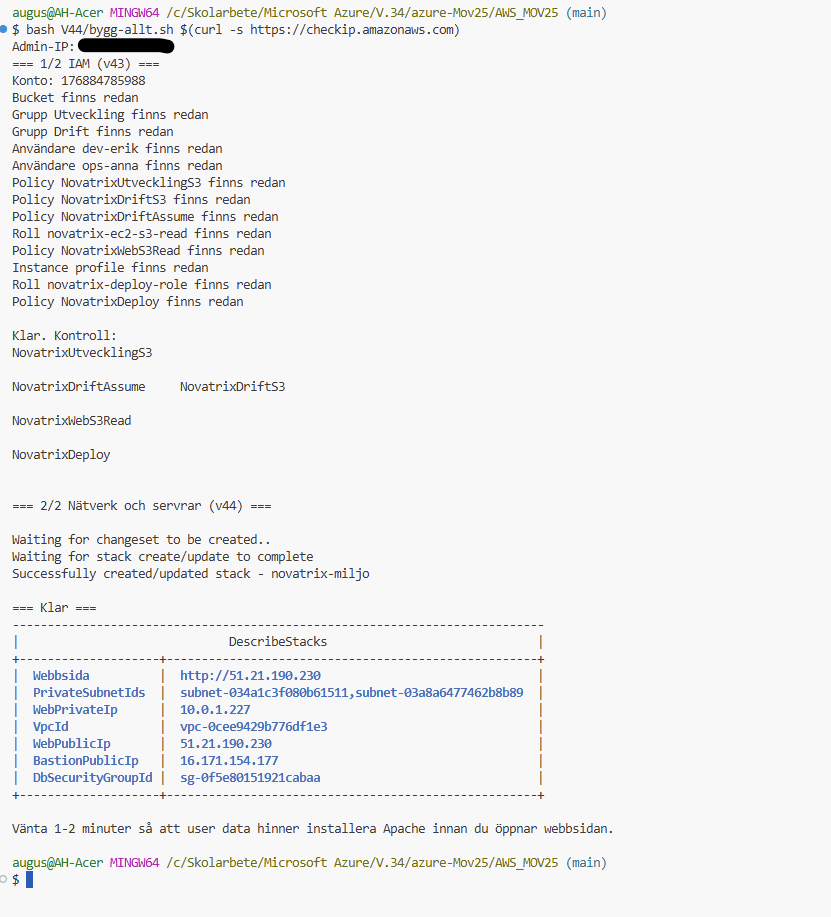 augus@AH-Acer MINGW64 /c/Skolarbete/Microsoft Azure/V.34/azure-Mov25/AWS_MOV25 (main)
$ bash V44/bygg-allt.sh $(curl -s https://checkip.amazonaws.com)
Admin-IP:
=== 1/2 IAM (v43) ===
Konto: 176884785988
Bucket finns redan
Grupp Utveckling finns redan
Grupp Drift finns redan
Användare dev-erik finns redan
Användare ops-anna finns redan
Policy NovatrixUtvecklingS3 finns redan
Policy NovatrixDriftS3 finns redan
Policy NovatrixDriftAssume finns redan
Roll novatrix-ec2-s3-read finns redan
Policy NovatrixWebS3Read finns redan
Instance profile finns redan
Roll novatrix-deploy-role finns redan
Policy NovatrixDeploy finns redan
Klar. Kontroll:
NovatrixUtvecklingS3
NovatrixDriftAssume NovatrixDriftS3
NovatrixWebS3Read
NovatrixDeploy
=== 2/2 Nätverk och servrar (v44) ===
Waiting for changeset to be created..
Waiting for stack create/update to complete
Successfully created/updated stack - novatrix-miljo
=== Klar ===
-----------------------------------------------------------------------------
| DescribeStacks |
+-------------------+-------------------------------------------------------+
| Webbsida | http://51.21.190.230 |
| PrivateSubnetIds | subnet-034a1c3f080b61511,subnet-03a8a6477462b8b89 |
| WebPrivateIp | 10.0.1.227 |
| VpcId | vpc-0cee9429b776df1e3 |
| WebPublicIp | 51.21.190.230 |
| BastionPublicIp | 16.171.154.177 |
| DbSecurityGroupId | sg-0f5e80151921cabaa |
+-------------------+-------------------------------------------------------+
Vänta 1-2 minuter så att user data hinner installera Apache innan du öppnar webbsidan.
augus@AH-Acer MINGW64 /c/Skolarbete/Microsoft Azure/V.34/azure-Mov25/AWS_MOV25 (main)
$